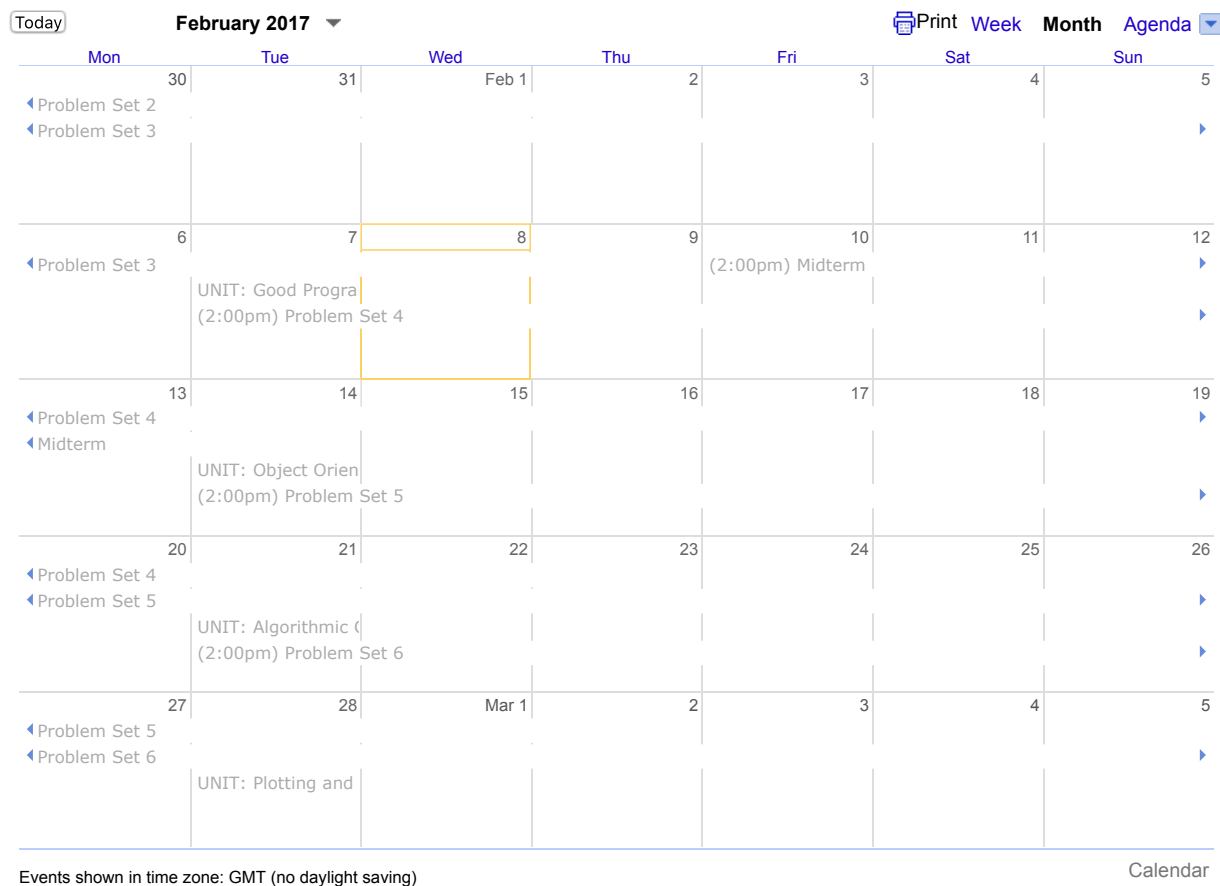 Today February 2017 Print Week Month Agenda
Mon Tue Wed Thu Fri Sat Sun
30 31 Feb 1 2 3 4 5
Problem Set 2
Problem Set 3
6 7 8 9 10 11 12
Problem Set 3 (2:00pm) Midterm
UNIT: Good Progra
(2:00pm) Problem Set 4
13 14 15 16 17 18 19
Problem Set 4
Midterm
UNIT: Object Orien
(2:00pm) Problem Set 5
20 21 22 23 24 25 26
Problem Set 4
Problem Set 5
UNIT: Algorithmic
(2:00pm) Problem Set 6
27 28 Mar 1 2 3 4 5
Problem Set 5
Problem Set 6
UNIT: Plotting and
Events shown in time zone: GMT (no daylight saving) Calendar